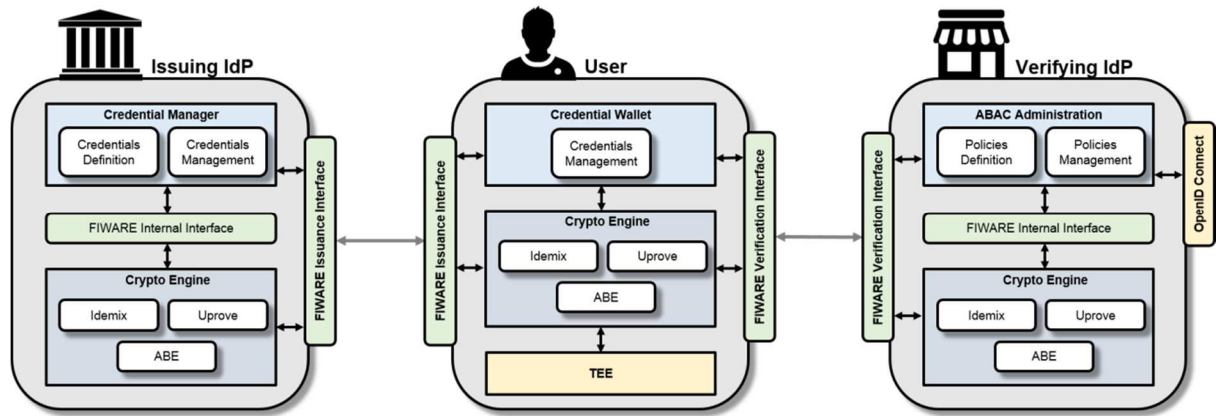 Issuing IdP
Credential Manager
Credentials
Definition
Credentials
Management
FIWARE Internal Interface
Crypto Engine
Idemix
Uprove
ABE
FIWARE Issuance Interface
User
FIWARE Issuance Interface
Credential Wallet
Credentials
Management
Crypto Engine
Idemix
Uprove
ABE
TEE
FIWARE Verification Interface
Verifying IdP
FIWARE Verification Interface
ABAC Administration
Policies
Definition
Policies
Management
FIWARE Internal Interface
Crypto Engine
Idemix
Uprove
ABE
OpenID Connect